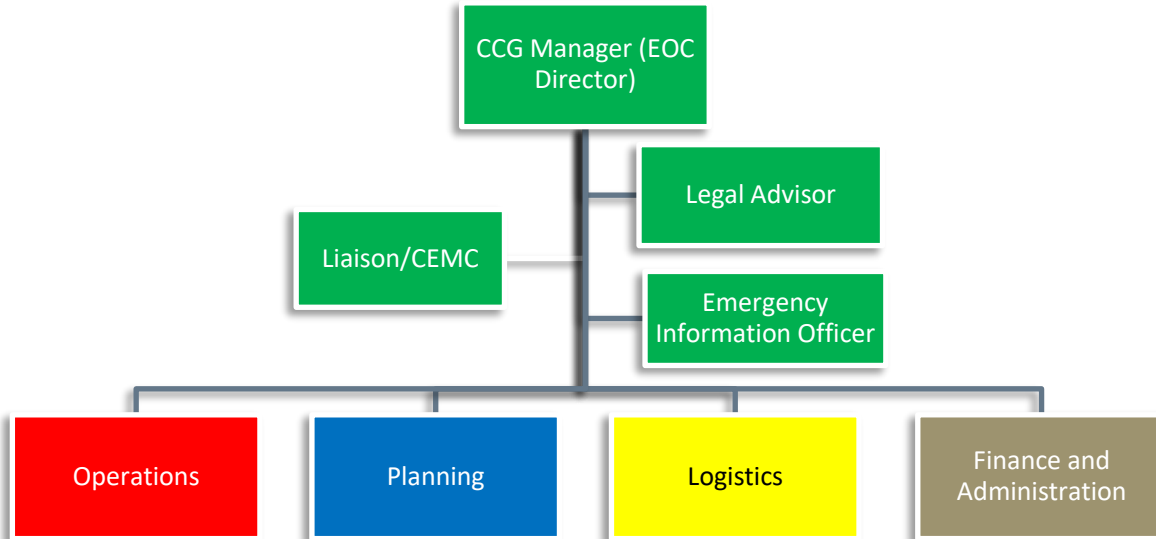 CCG Manager (EOC
Director)
Legal Advisor
Liaison/CEMC
Emergency
Information Officer
Operations
Planning
Logistics
Finance and
Administration